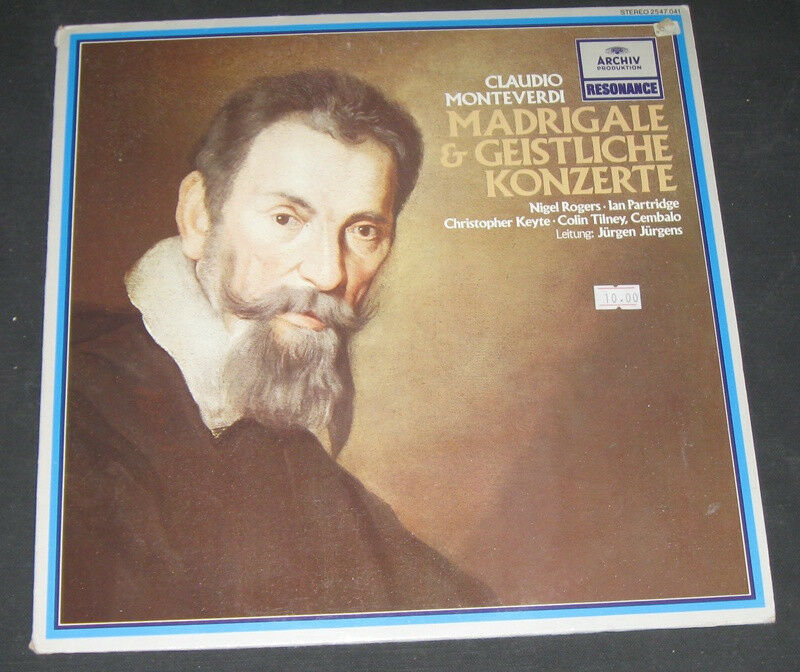 STEREO 2547 041
ARCHIV
PRODUKTION
RESONANCE
CLAUDIO
MONTEVERDI
MADRIGALE
& GEISTLICHE
KONZERTE
Nigel Rogers · Ian Partridge
Christopher Keyte · Colin Tilney, Cembalo
Leitung: Jürgen Jürgens
10.00